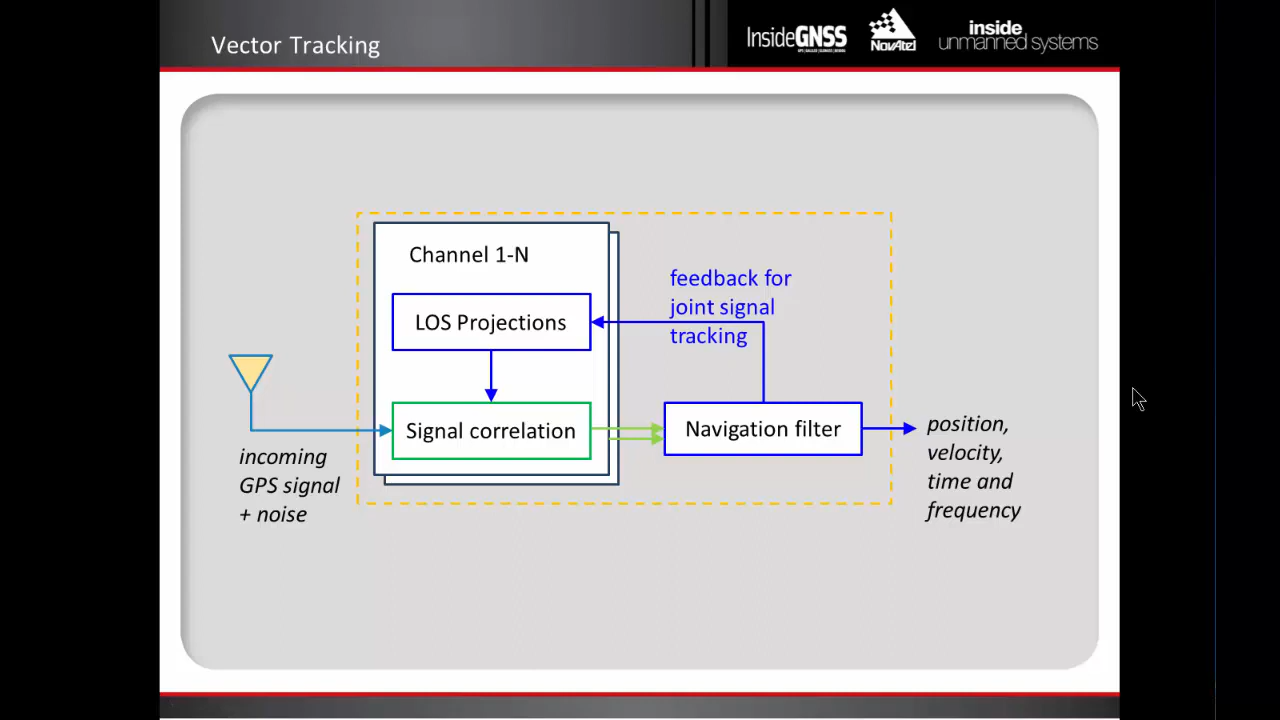 Vector Tracking
InsideGNSS
NovAtel
inside
unmanned systems
Channel 1-N
feedback for
joint signal
tracking
LOS Projections
Signal correlation
Navigation filter
position,
velocity,
time and
frequency
incoming
GPS signal
+ noise